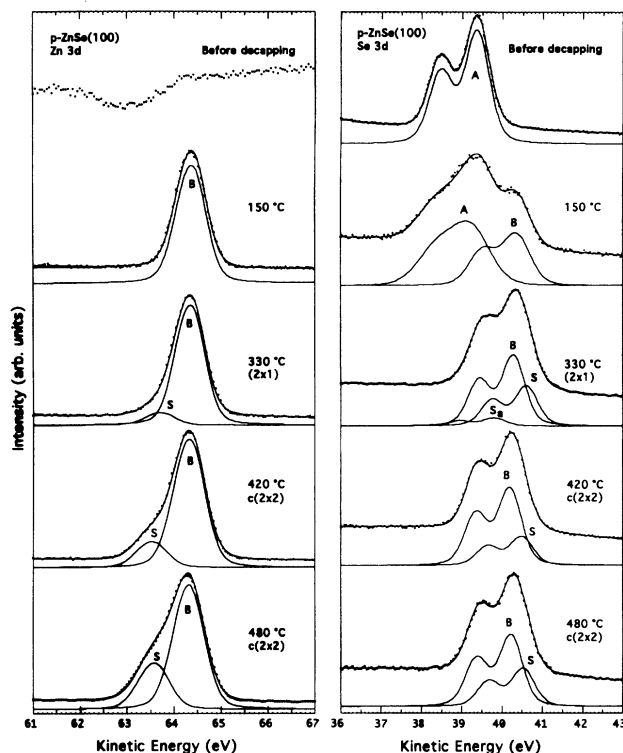 p-ZnSe(100)
Zn 3d
Before decapping
B
150 °C
B
330 °C
(2x1)
S
B
420 °C
c(2x2)
S
B
480 °C
c(2x2)
S
61 62 63 64 65 66 67
Kinetic Energy (eV)
Intensity (arb. units)
p-ZnSe(100)
Se 3d
Before decapping
A
150 °C
A
B
330 °C
(2x1)
B
S
Sa
420 °C
c(2x2)
B
S
480 °C
c(2x2)
B
S
36 37 38 39 40 41 42 43
Kinetic Energy (eV)